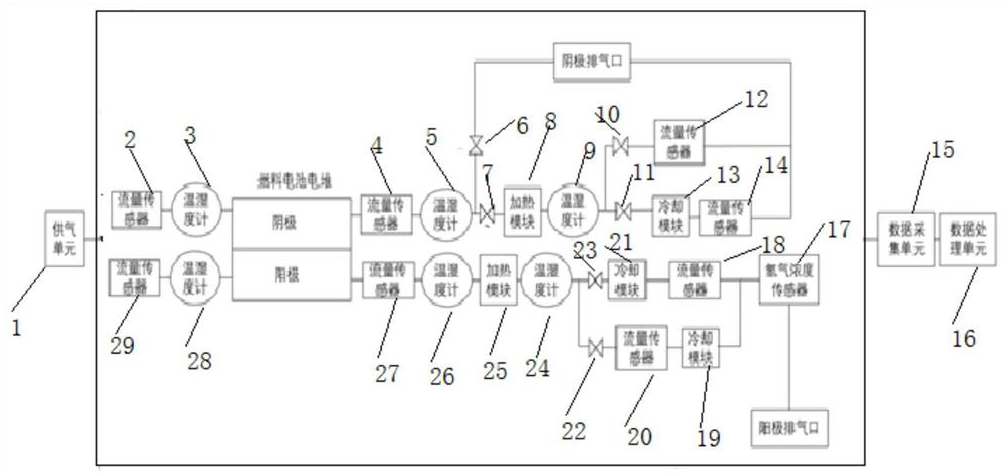 阴极排气口
10
12
6
8
流量传
感器
2
3
4
5
7
9
11
13
14
15
燃料电池电堆
流量传
感器
温湿
度计
阴极
流量传
感器
温湿
度计
加热
模块
温湿
度计
冷却
模块
流量传
感器
供气
单元
数据采
集单元
数据处
理单元
23
21
18
17
流量传
感器
温湿
度计
阳极
流量传
感器
温湿
度计
加热
模块
温湿
度计
冷却
模块
流量传
感器
氢气浓度
传感器
1
29
28
27
26
25
24
流量传
感器
冷却
模块
16
22
20
19
阳极排气口